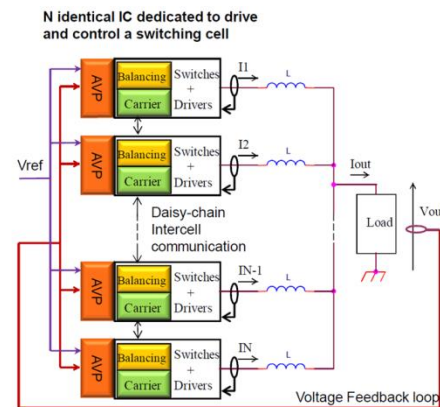 N identical IC dedicated to drive
and control a switching cell
AVP
Balancing
Carrier
Switches
+
Drivers
I1
L
AVP
Balancing
Carrier
Switches
+
Drivers
I2
L
Vref
Daisy-chain
Intercell
communication
Iout
Load
Vou
AVP
Balancing
Carrier
Switches
+
Drivers
IN-1
L
AVP
Balancing
Carrier
Switches
+
Drivers
IN
L
Voltage Feedback loop